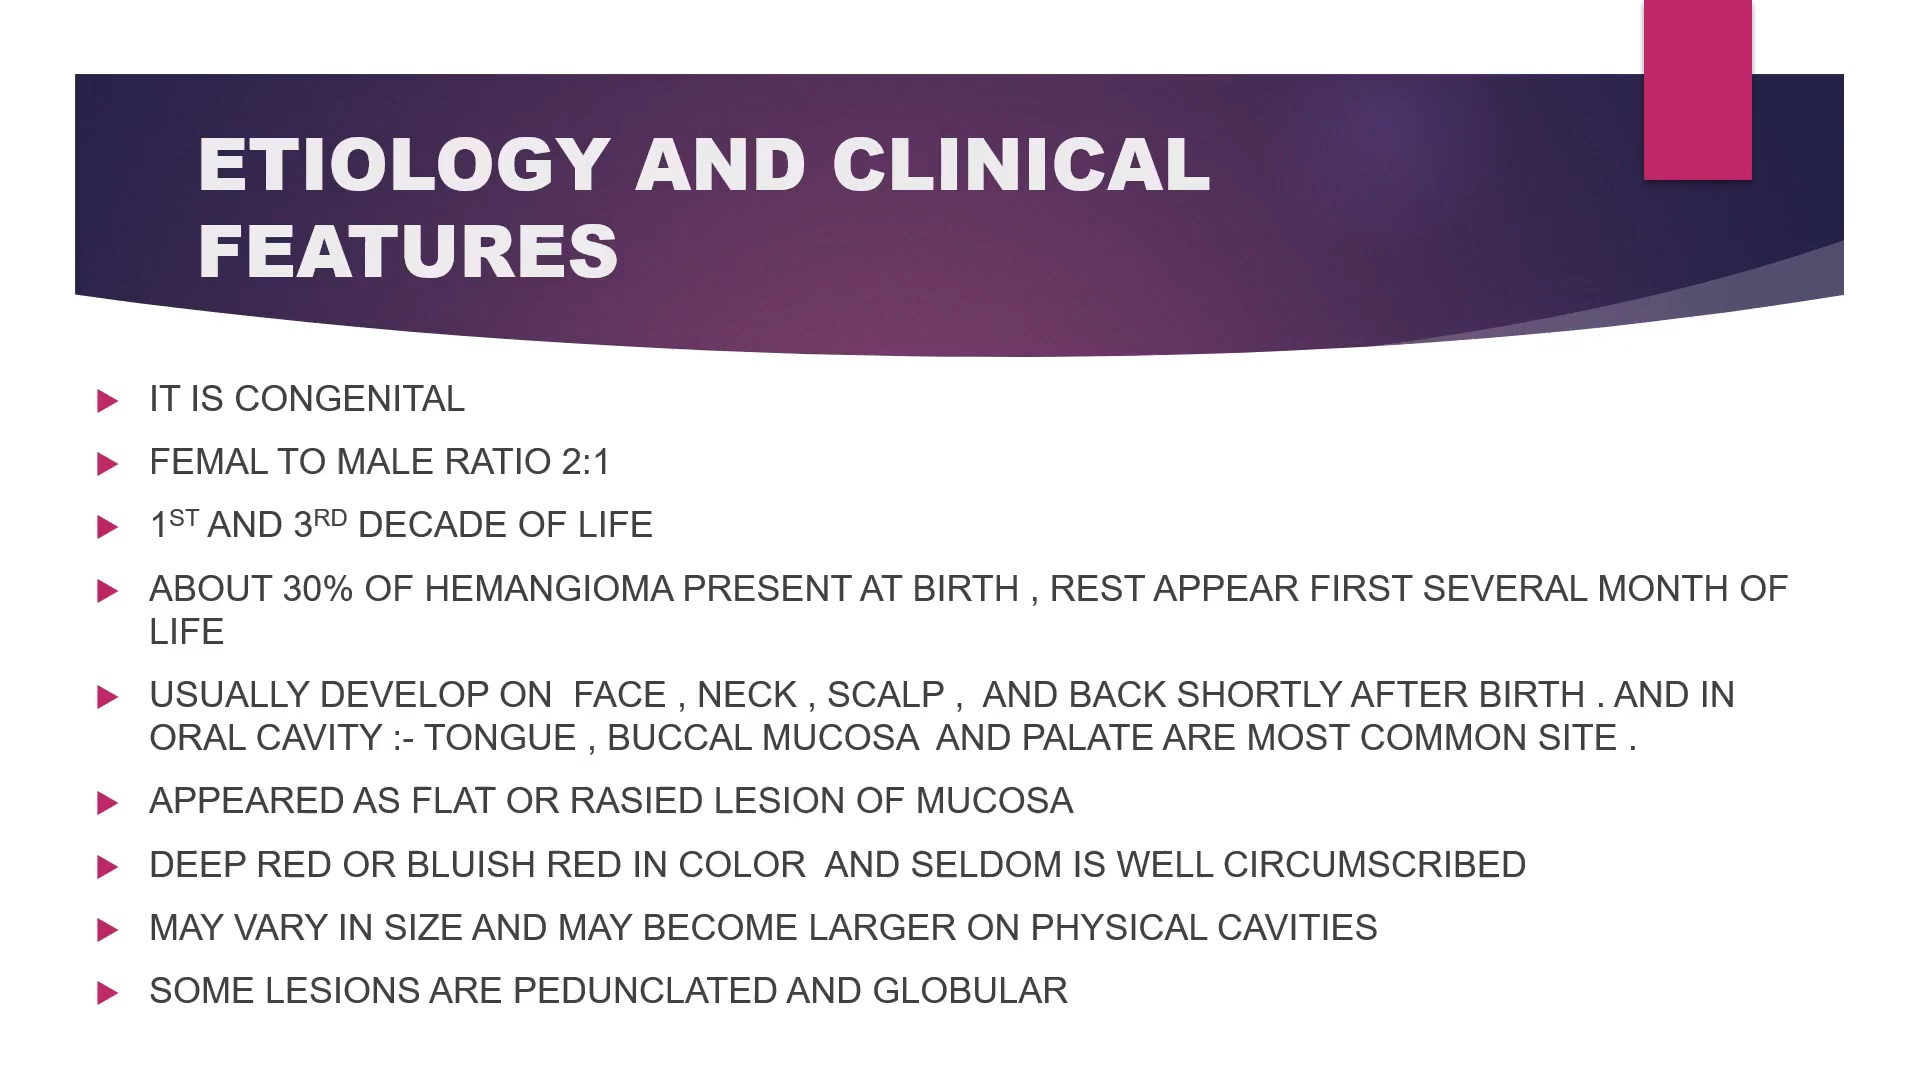 ETIOLOGY AND CLINICAL
FEATURES
IT IS CONGENITAL
FEMAL TO MALE RATIO 2:1
1ST AND 3RD DECADE OF LIFE
ABOUT 30% OF HEMANGIOMA PRESENT AT BIRTH , REST APPEAR FIRST SEVERAL MONTH OF
LIFE
USUALLY DEVELOP ON  FACE , NECK , SCALP ,  AND BACK SHORTLY AFTER BIRTH . AND IN
ORAL CAVITY :- TONGUE , BUCCAL MUCOSA  AND PALATE ARE MOST COMMON SITE .
APPEARED AS FLAT OR RASIED LESION OF MUCOSA
DEEP RED OR BLUISH RED IN COLOR  AND SELDOM IS WELL CIRCUMSCRIBED
MAY VARY IN SIZE AND MAY BECOME LARGER ON PHYSICAL CAVITIES
SOME LESIONS ARE PEDUNCLATED AND GLOBULAR